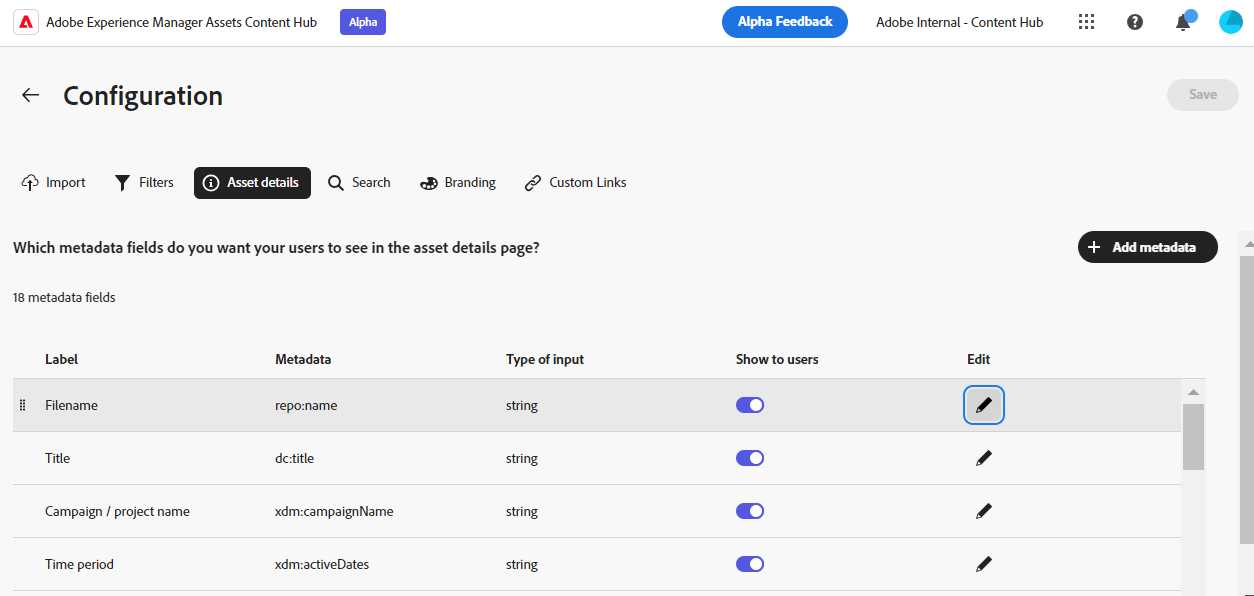 Adobe Experience Manager Assets Content Hub Alpha Alpha Feedback Adobe Internal - Content Hub
Configuration Save
Import Filters Asset details Search Branding Custom Links
Which metadata fields do you want your users to see in the asset details page? + Add metadata
18 metadata fields
Label Metadata Type of input Show to users Edit
Filename repo:name string
Title dc:title string
Campaign / project name xdm:campaignName string
Time period xdm:activeDates string